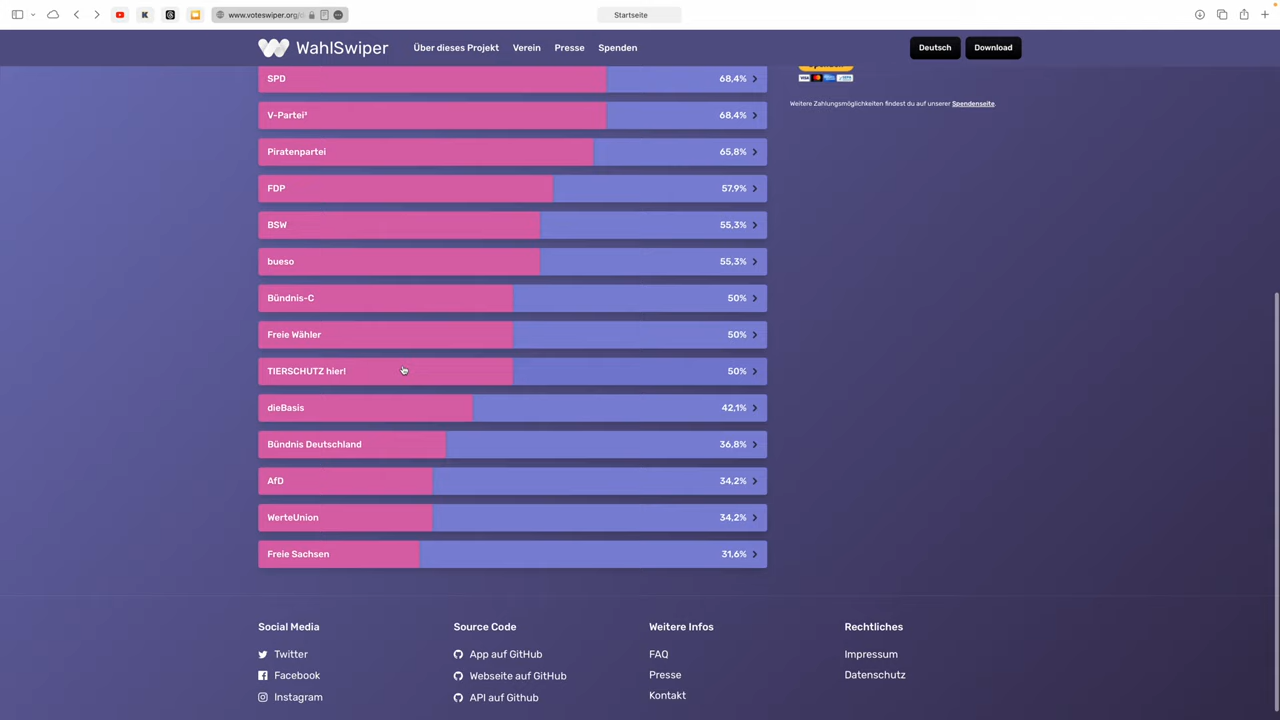 www.voteswiper.org/
Startseite
WahlSwiper
Über dieses Projekt
Verein
Presse
Spenden
Deutsch
Download
SPD 68,4%
V-Partei³ 68,4%
Piratenpartei 65,8%
FDP 57,9%
BSW 55,3%
bueso 55,3%
Bündnis-C 50%
Freie Wähler 50%
TIERSCHUTZ hier! 50%
dieBasis 42,1%
Bündnis Deutschland 36,8%
AfD 34,2%
WerteUnion 34,2%
Freie Sachsen 31,6%
Weitere Zahlungsmöglichkeiten findest du auf unserer Spendenseite.
Social Media
Twitter
Facebook
Instagram
Source Code
App auf GitHub
Webseite auf GitHub
API auf Github
Weitere Infos
FAQ
Presse
Kontakt
Rechtliches
Impressum
Datenschutz